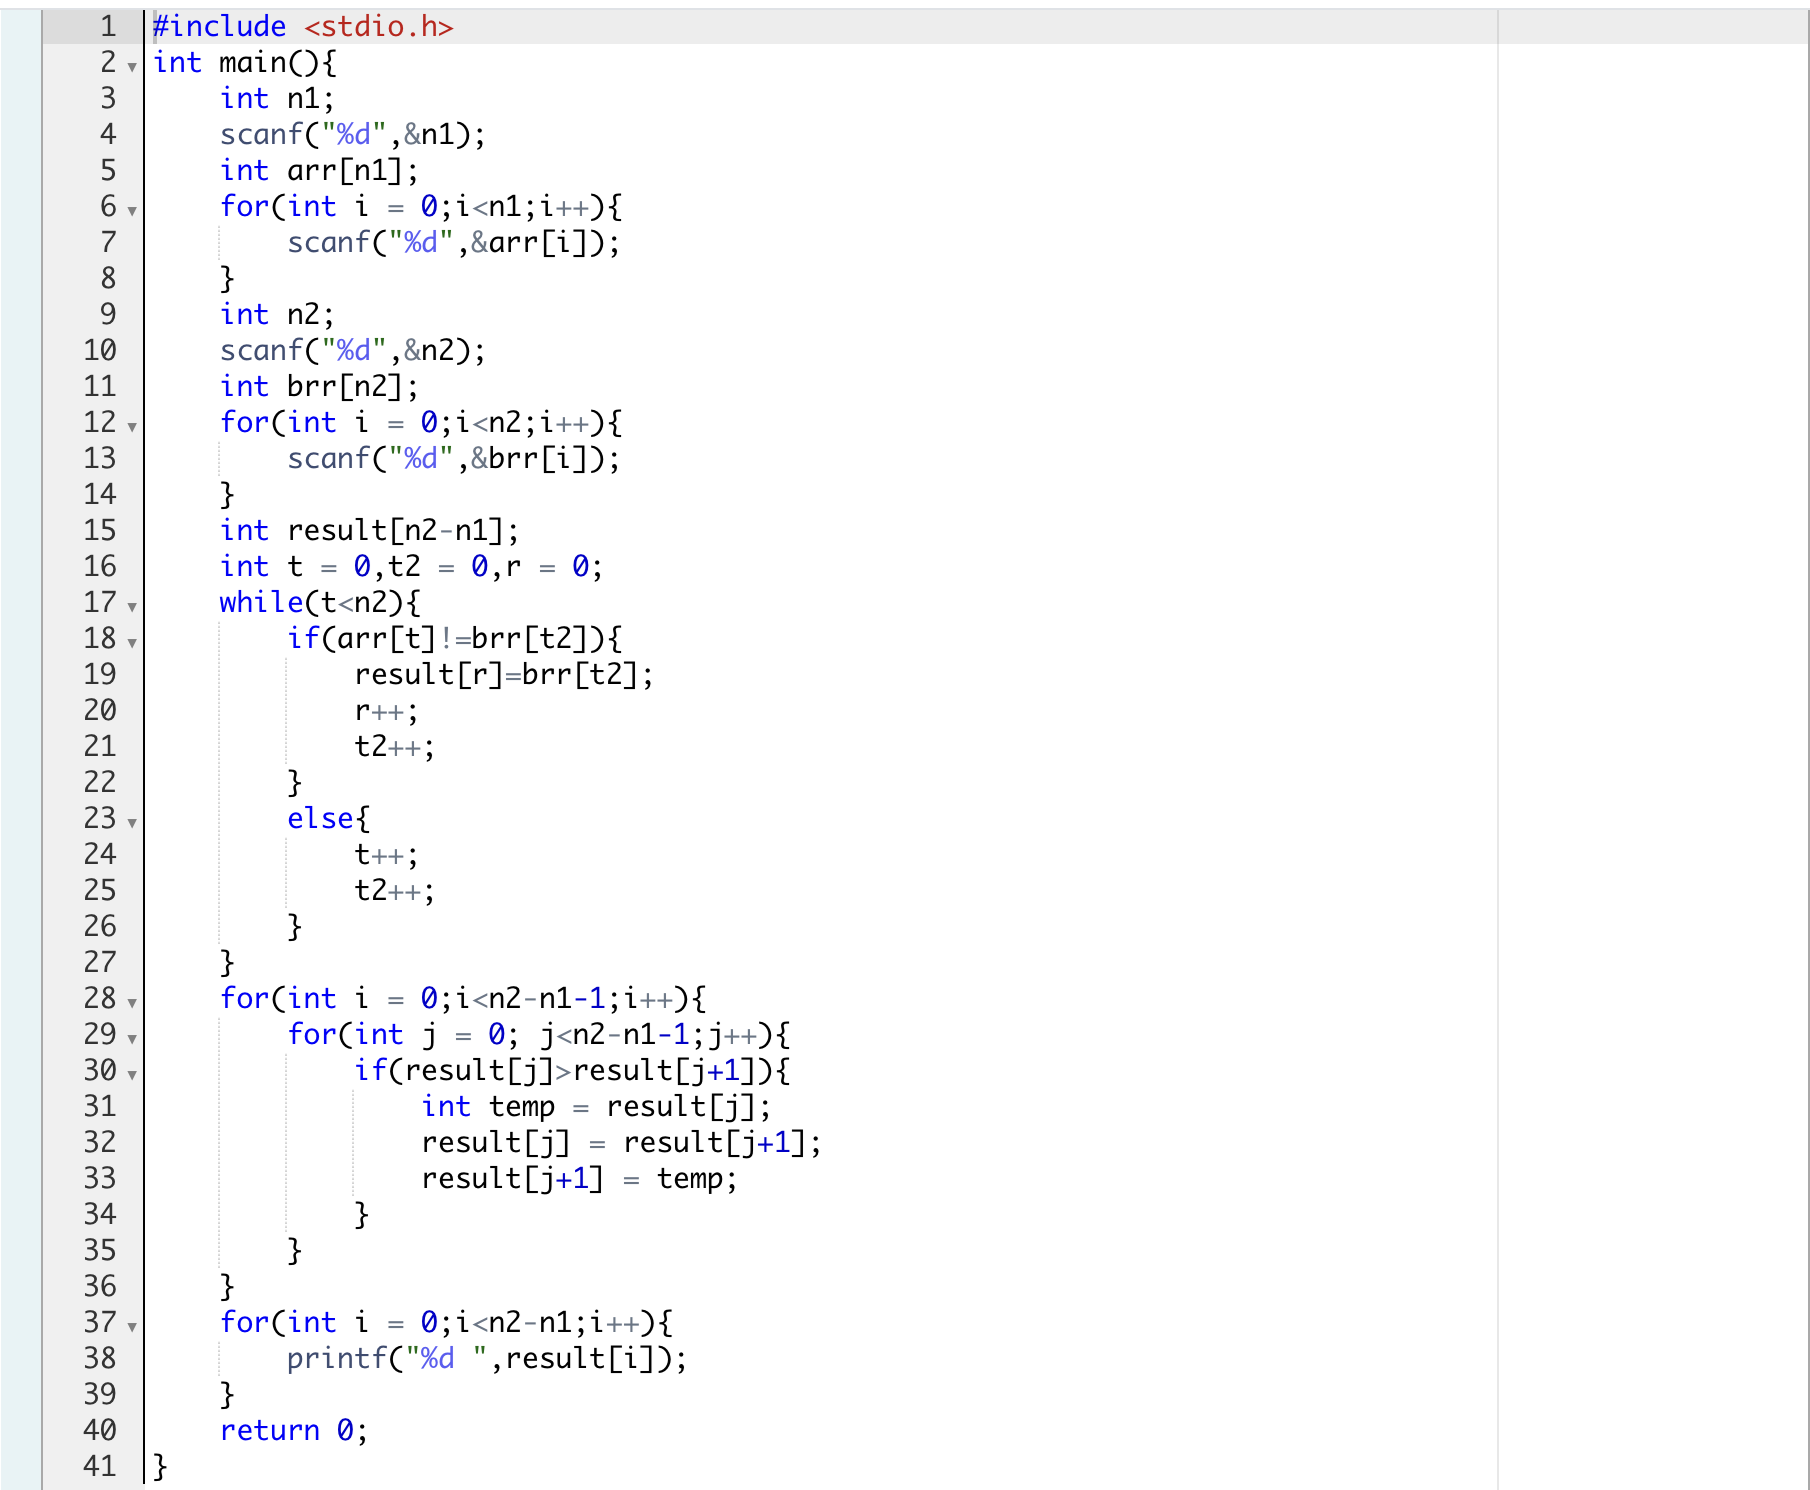 1 #include <stdio.h>
2 int main(){
3     int n1;
4     scanf("%d",&n1);
5     int arr[n1];
6     for(int i = 0;i<n1;i++){
7         scanf("%d",&arr[i]);
8     }
9     int n2;
10     scanf("%d",&n2);
11     int brr[n2];
12     for(int i = 0;i<n2;i++){
13         scanf("%d",&brr[i]);
14     }
15     int result[n2-n1];
16     int t = 0,t2 = 0,r = 0;
17     while(t<n2){
18         if(arr[t]!=brr[t2]){
19             result[r]=brr[t2];
20             r++;
21             t2++;
22         }
23         else{
24             t++;
25             t2++;
26         }
27     }
28     for(int i = 0;i<n2-n1-1;i++){
29         for(int j = 0; j<n2-n1-1;j++){
30             if(result[j]>result[j+1]){
31                 int temp = result[j];
32                 result[j] = result[j+1];
33                 result[j+1] = temp;
34             }
35         }
36     }
37     for(int i = 0;i<n2-n1;i++){
38         printf("%d ",result[i]);
39     }
40     return 0;
41 }